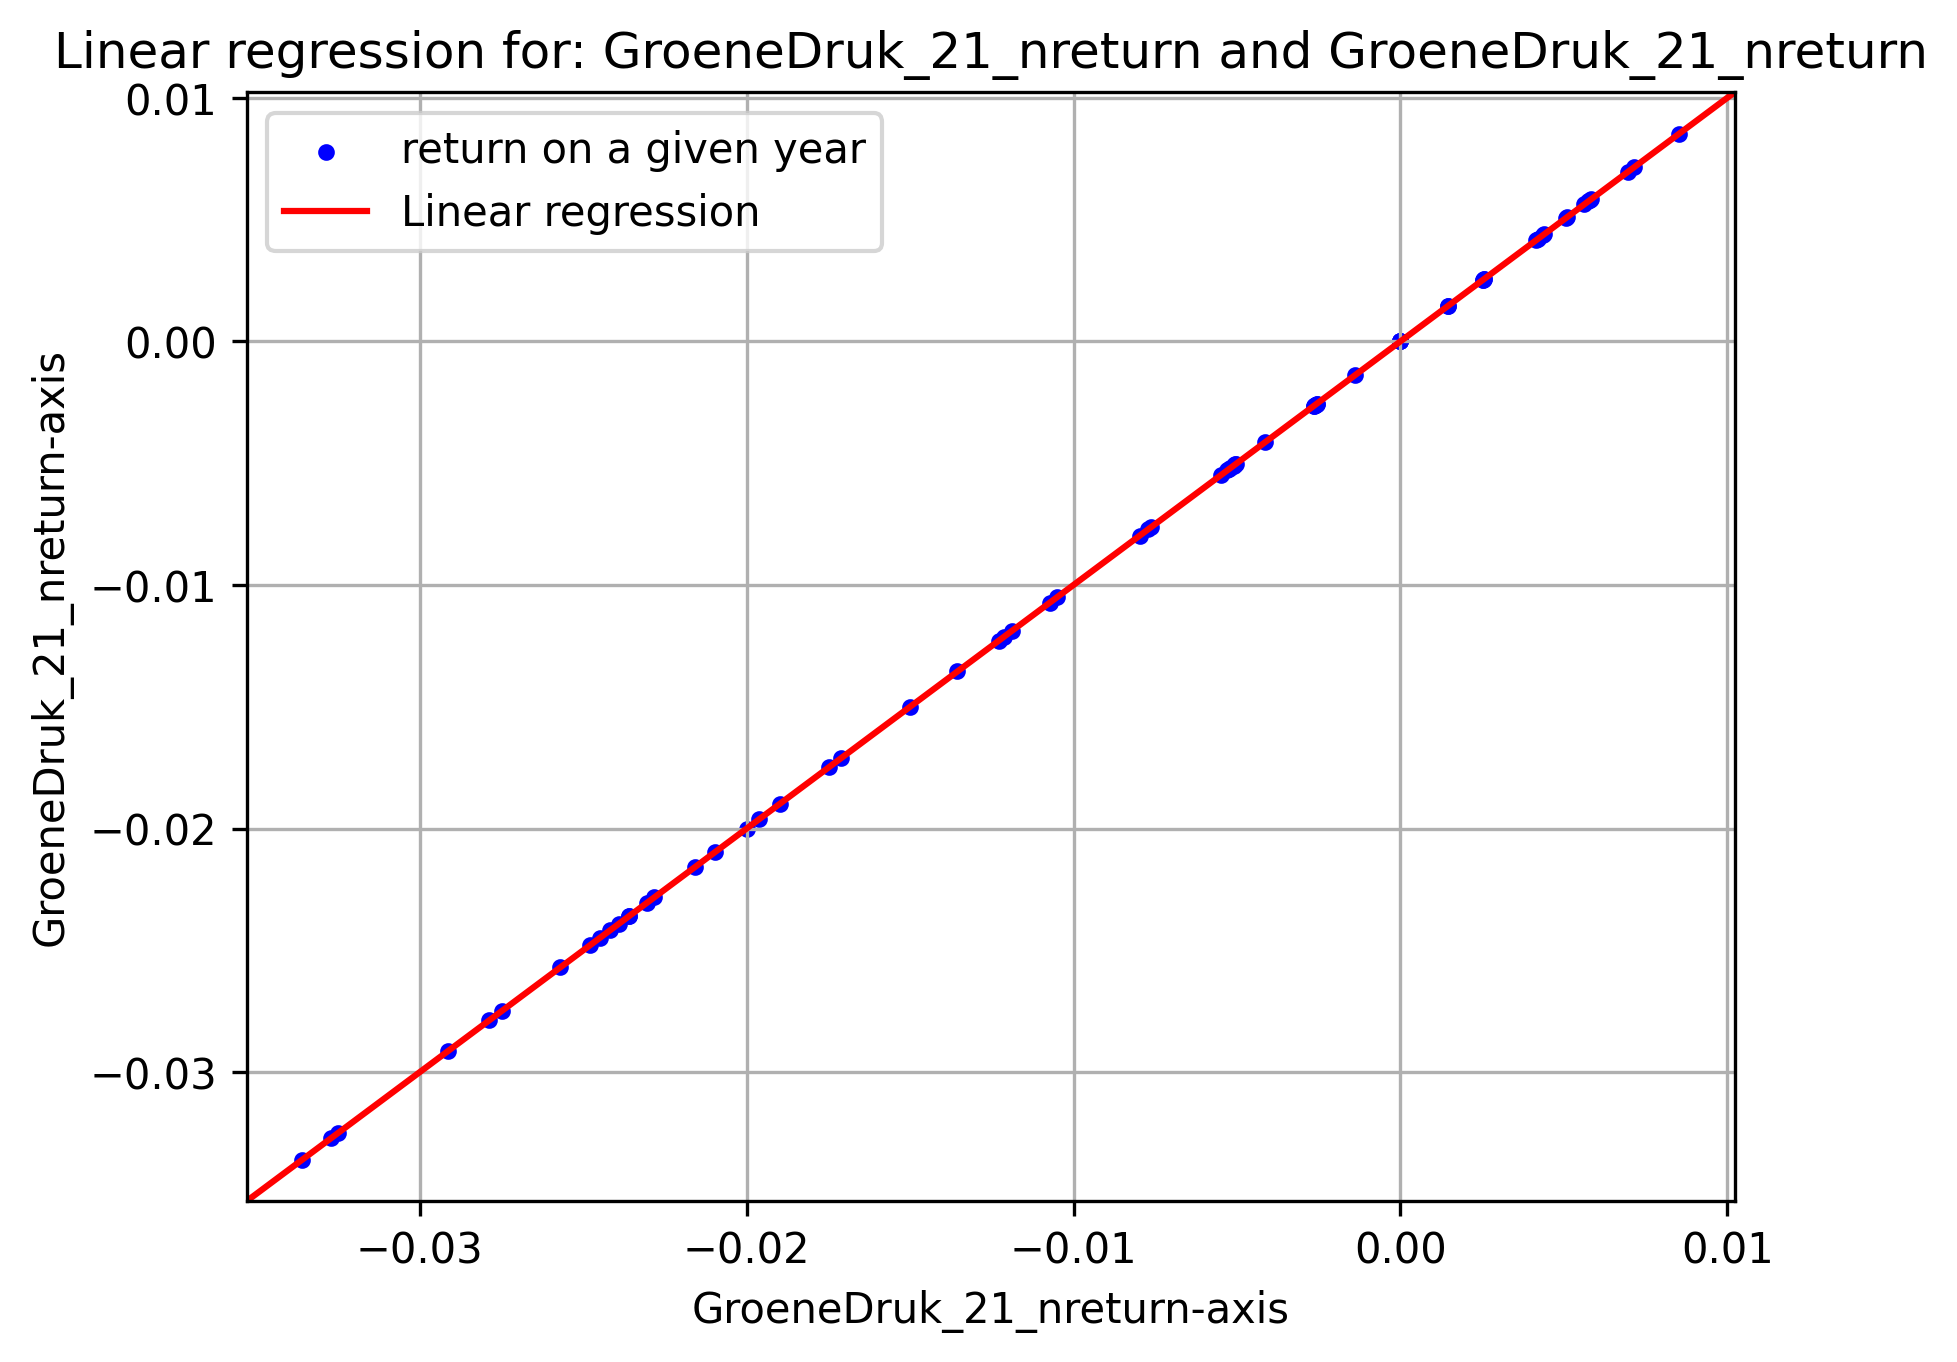 Linear regression for: GroeneDruk_21_nreturn and GroeneDruk_21_nreturn
return on a given year
Linear regression
GroeneDruk_21_nreturn-axis
0.01
0.00
−0.01
−0.02
−0.03
−0.03
−0.02
−0.01
0.00
0.01
GroeneDruk_21_nreturn-axis